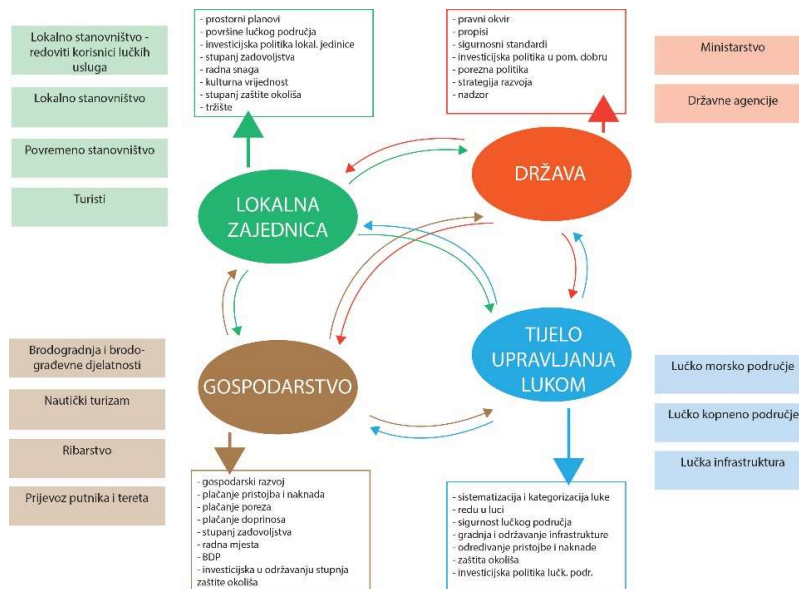 Lokalno stanovništvo -
redoviti korisnici lučkih
usluga
Lokalno stanovništvo
Povremeno stanovništvo
Turisti
- prostorni planovi
- površine lučkog područja
- investicijska politika lokal. jedinice
- stupanj zadovoljstva
- radna snaga
- kulturna vrijednost
- stupanj zaštite okoliša
- tržište
- pravni okvir
- propisi
- sigurnosni standardi
- investicijska politika u pom. dobru
- porezna politika
- strategija razvoja
- nadzor
Ministarstvo
Državne agencije
LOKALNA
ZAJEDNICA
DRŽAVA
GOSPODARSTVO
TIJELO
UPRAVLJANJA
LUKOM
Brodogradnja i brodo-
građevne djelatnosti
Nautički turizam
Ribarstvo
Prijevoz putnika i tereta
- gospodarski razvoj
- plačanje pristojba i naknada
- plačanje poreza
- plačanje doprinosa
- stupanj zadovoljstva
- radna mjesta
- BDP
- investicijska u održavanju stupnja
zaštite okoliša
- sistematizacija i kategorizacija luke
- redu u luci
- sigurnost lučkog područja
- gradnja i održavanje infrastrukture
- određivanje pristojbe i naknade
- zaštita okoliša
- investicijska politika lučk. podr.
Lučko morsko područje
Lučko kopneno područje
Lučka infrastruktura